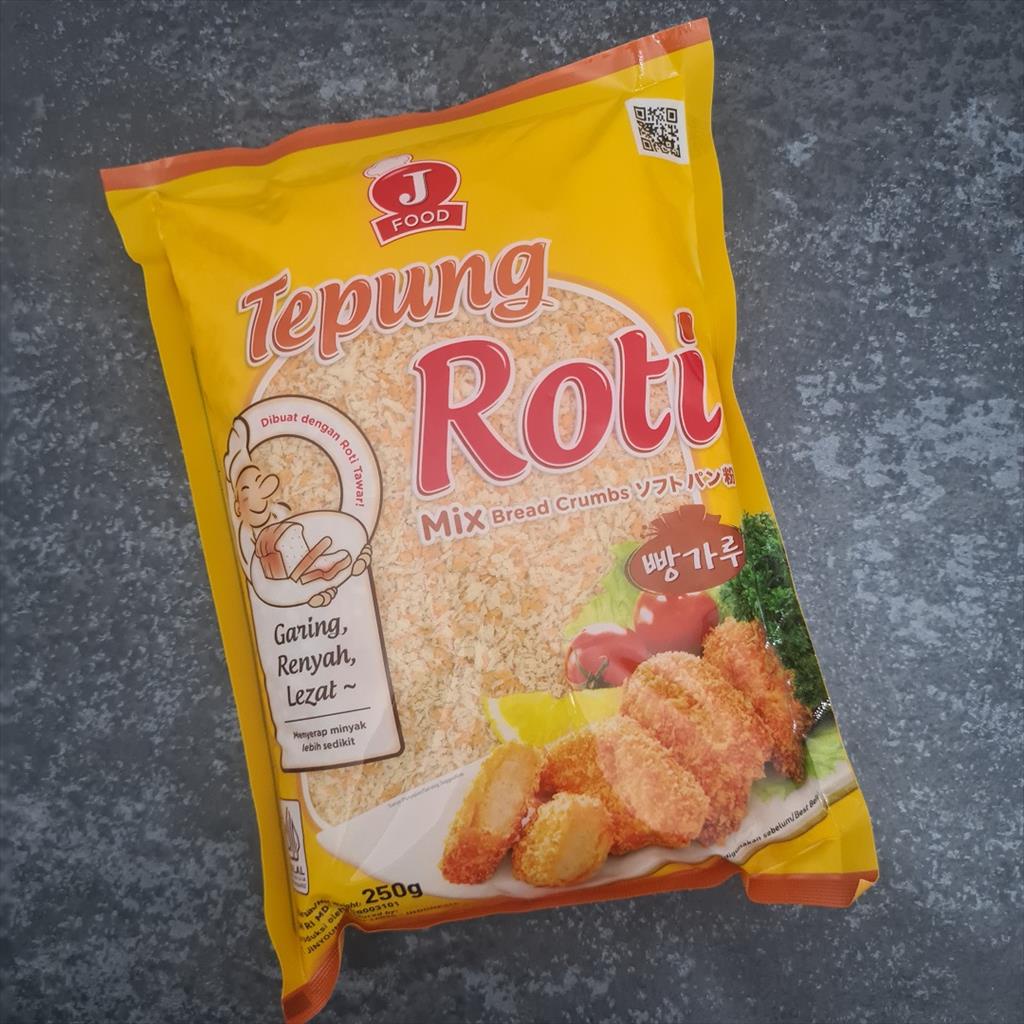 J
FOOD
Tepung
Roti
Mix Bread Crumbs ソフトパン粉
빵가루
Dibuat dengan Roti Tawar!
Garing,
Renyah,
Lezat ~
Menyerap minyak
lebih sedikit
250g